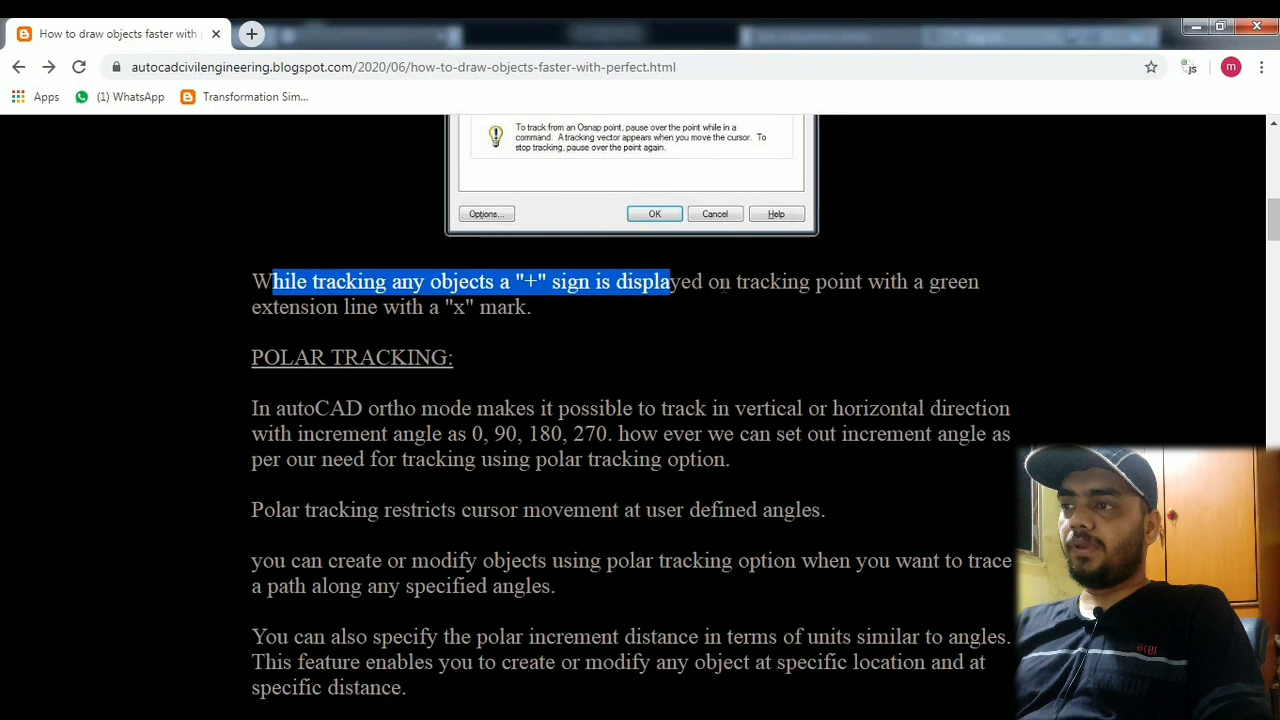 How to draw objects faster with
autocadcivilengineering.blogspot.com/2020/06/how-to-draw-objects-faster-with-perfect.html
Apps (1) WhatsApp Transformation Sim...
To track from an Osnap point, pause over the point while in a
command. A tracking vector appears when you move the cursor. To
stop tracking, pause over the point again.
Options... OK Cancel Help
While tracking any objects a "+" sign is displayed on tracking point with a green
extension line with a "x" mark.
POLAR TRACKING:
In autoCAD ortho mode makes it possible to track in vertical or horizontal direction
with increment angle as 0, 90, 180, 270. how ever we can set out increment angle as
per our need for tracking using polar tracking option.
Polar tracking restricts cursor movement at user defined angles.
you can create or modify objects using polar tracking option when you want to trace
a path along any specified angles.
You can also specify the polar increment distance in terms of units similar to angles.
This feature enables you to create or modify any object at specific location and at
specific distance.